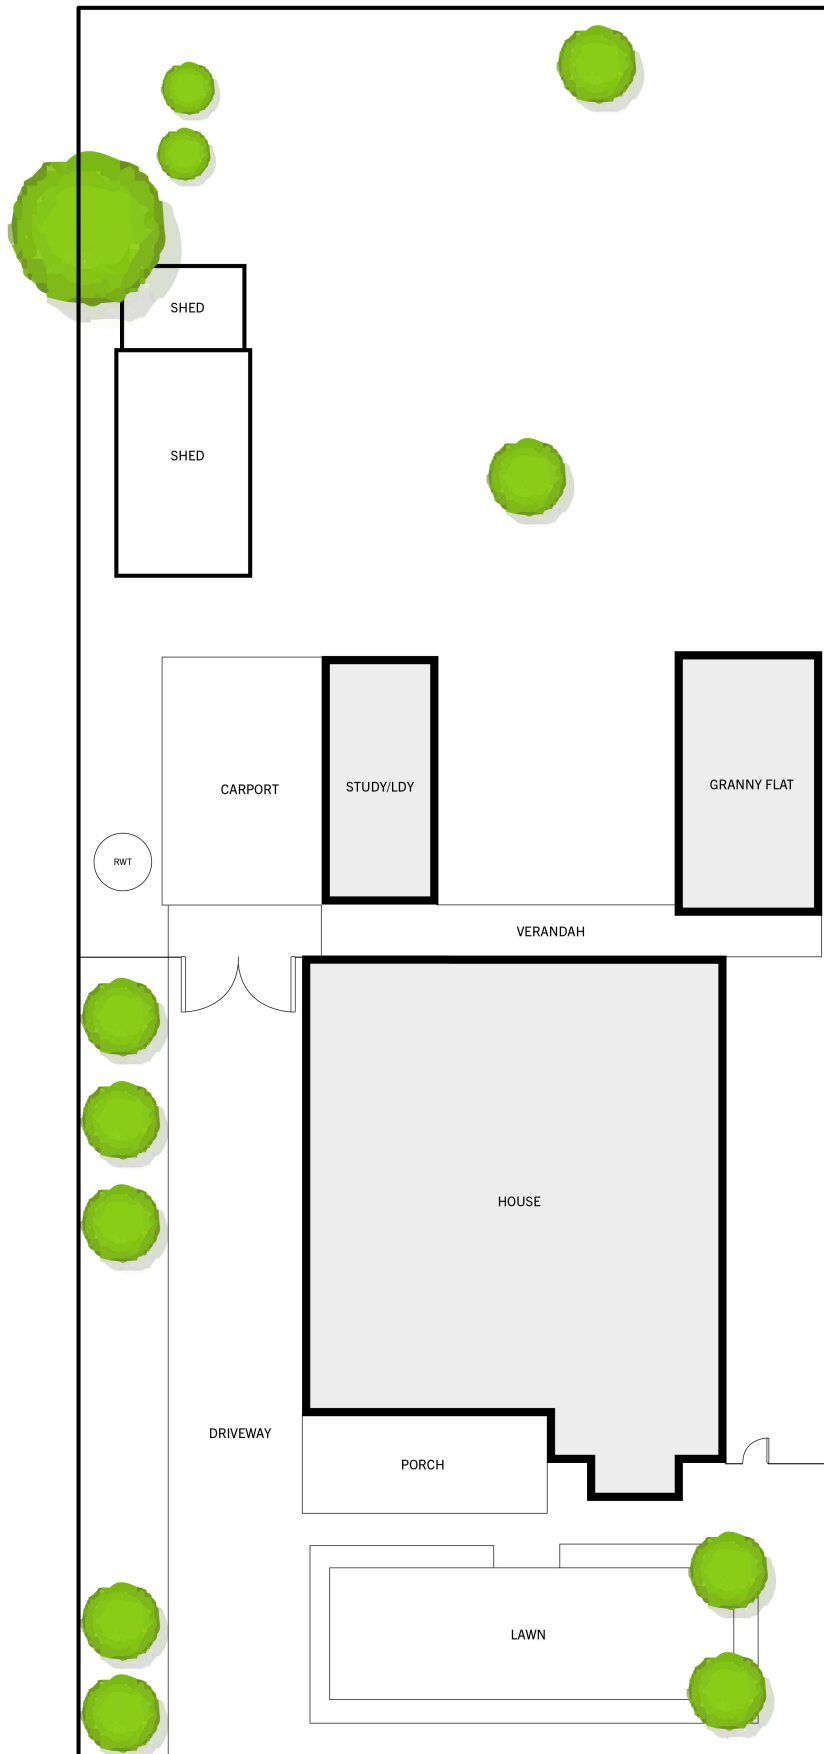 SHED
SHED
CARPORT
STUDY/LDY
GRANNY FLAT
RWT
VERANDAH
HOUSE
DRIVEWAY
PORCH
LAWN